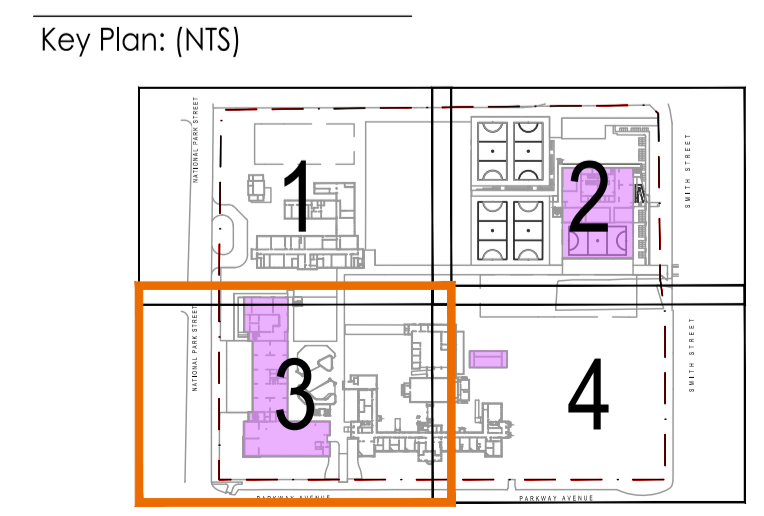 Key Plan: (NTS)
NATIONAL PARK STREET
1
2
SMITH STREET
NATIONAL PARK STREET
3
4
SMITH STREET
PARKWAY AVENUE
PARKWAY AVENUE